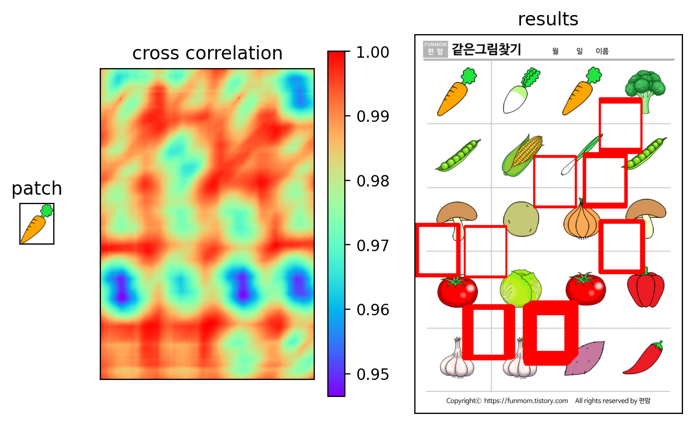 results
cross correlation
patch
1.00
0.99
0.98
0.97
0.96
0.95
FUNMOM
펀 맘
같은그림찾기 월 일 이름
Copyrightⓒ https://funmom.tistory.com All rights reserved by 펀맘